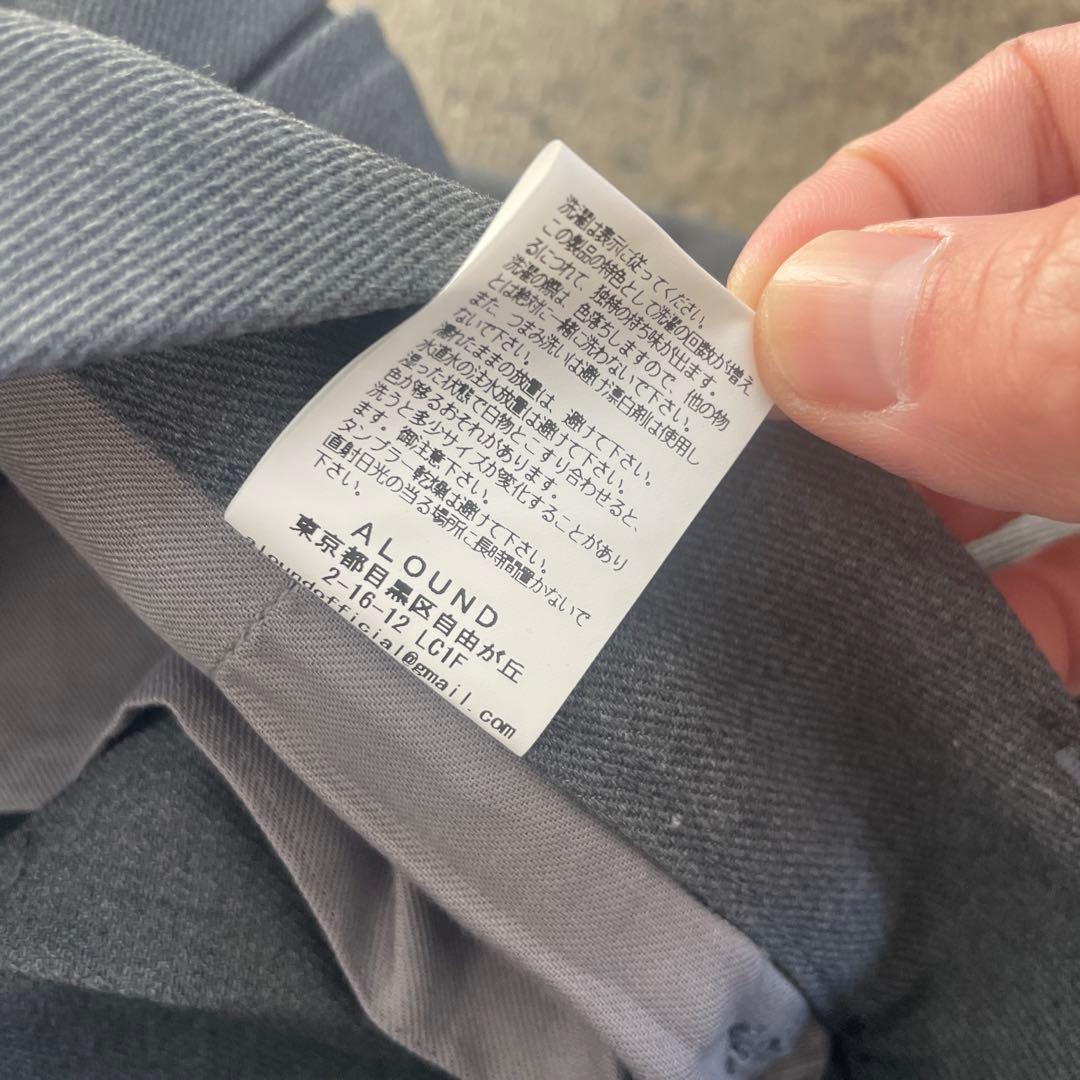 洗濯は表示に従ってください。
この製品の特色として洗濯の回数が増え
るにつれて、独特の持ち味が出ます。
洗濯の際は、色落ちしますので、他の物
とは絶対に一緒に洗わないで下さい。
また、つまみ洗いは避け漂白剤は使用し
ないで下さい。
濡れたままの放置は、避けて下さい。
水道水の注水放置は避けて下さい。
湿った状態で白物とこすり合わせると、
色が移るおそれがあります。
洗うと多少サイズが変化することがあり
ます。御注意下さい。
タンブラー乾燥は避けて下さい。
直射日光の当る場所に長時間置かないで
下さい。
ALOUND
東京都目黒区自由が丘
2-16-12 LC1F
aloundofficial@gmail.com